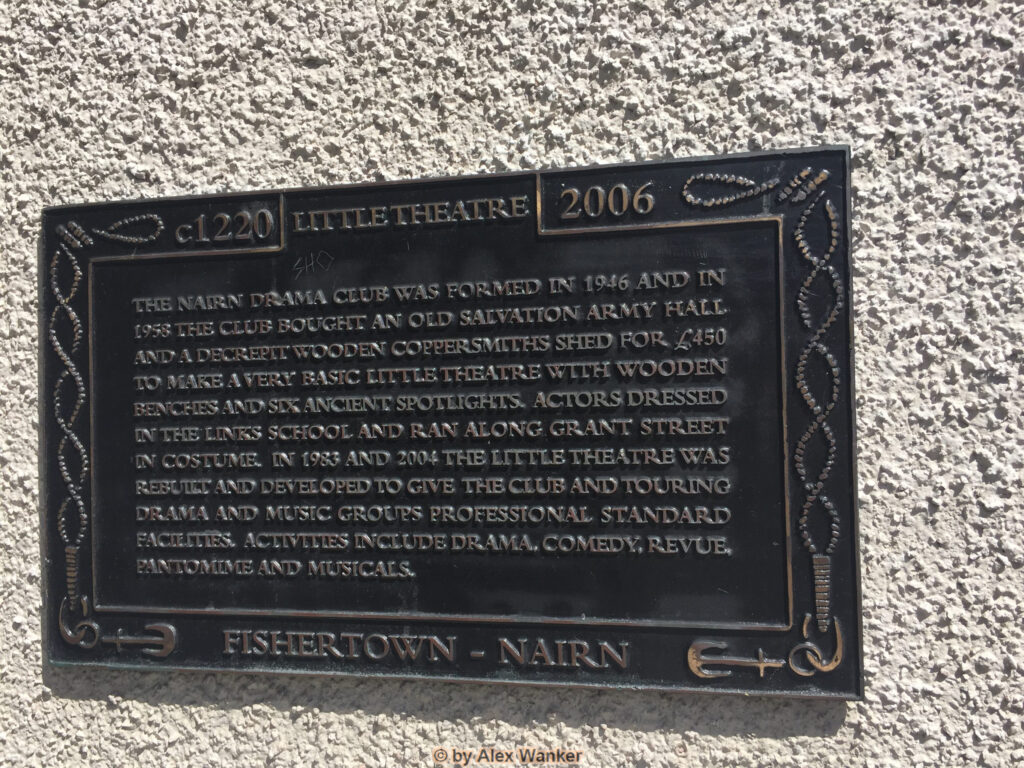 c1220 LITTLE THEATRE 2006
SHO
THE NAIRN DRAMA CLUB WAS FORMED IN 1946 AND IN
1958 THE CLUB BOUGHT AN OLD SALVATION ARMY HALL
AND A DECREPIT WOODEN COPPERSMITHS SHED FOR £450
TO MAKE A VERY BASIC LITTLE THEATRE WITH WOODEN
BENCHES AND SIX ANCIENT SPOTLIGHTS. ACTORS DRESSED
IN THE LINKS SCHOOL AND RAN ALONG GRANT STREET
IN COSTUME. IN 1983 AND 2004 THE LITTLE THEATRE WAS
REBUILT AND DEVELOPED TO GIVE THE CLUB AND TOURING
DRAMA AND MUSIC GROUPS PROFESSIONAL STANDARD
FACILITIES. ACTIVITIES INCLUDE DRAMA, COMEDY, REVUE,
PANTOMIME AND MUSICALS.
FISHERTOWN - NAIRN
© by Alex Wanker